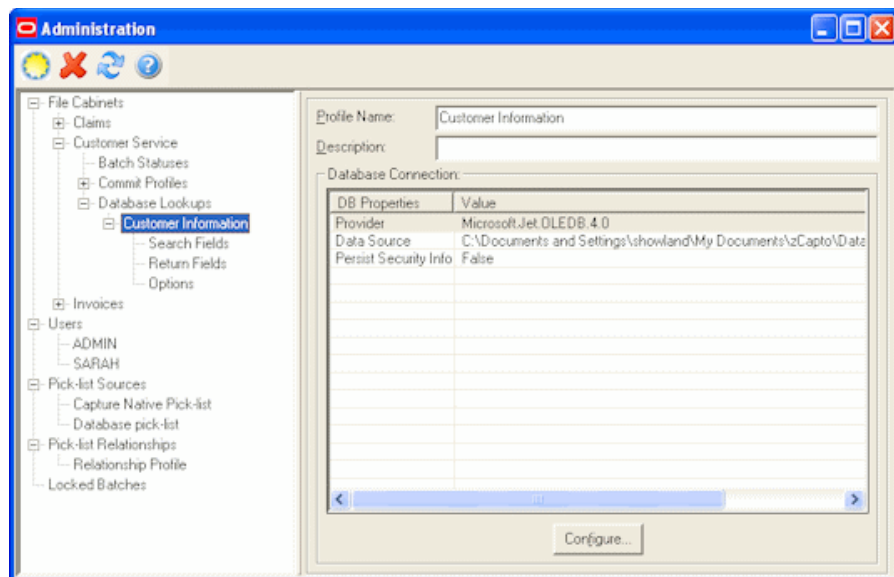 Administration
File Cabinets
Claims
Customer Service
Batch Statuses
Commit Profiles
Database Lookups
Customer Information
Search Fields
Return Fields
Options
Invoices
Users
ADMIN
SARAH
Pick-list Sources
Capture Native Pick-list
Database pick-list
Pick-list Relationships
Relationship Profile
Locked Batches
Profile Name: Customer Information
Description:
Database Connection:
DB Properties Value
Provider Microsoft.Jet.OLEDB.4.0
Data Source C:\Documents and Settings\showland\My Documents\zCapto\Data
Persist Security Info False
Configure...